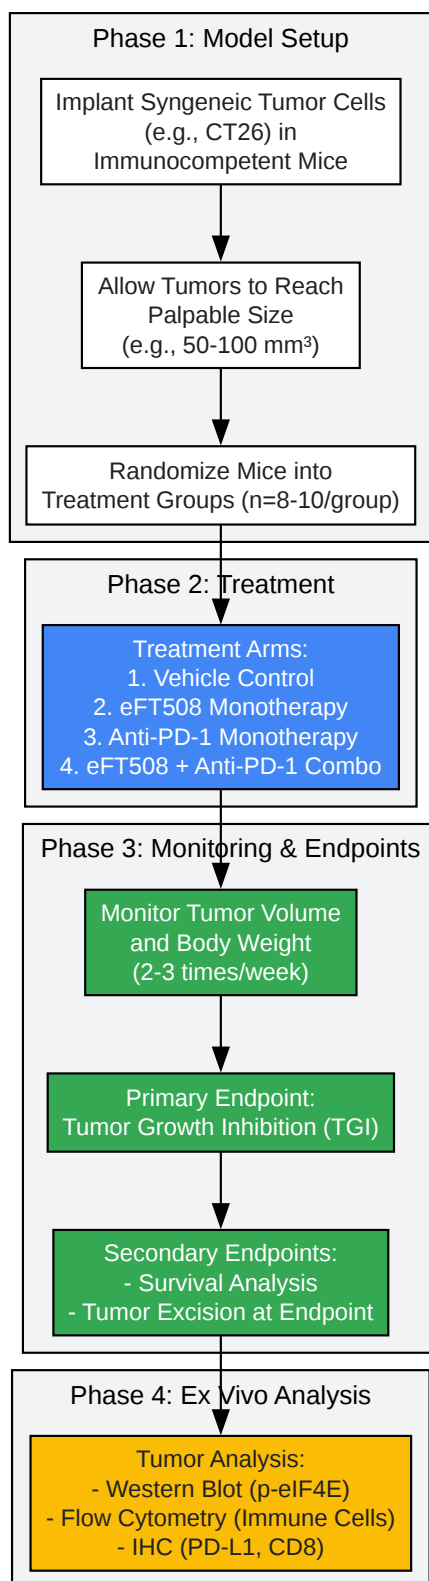 Phase 1: Model Setup
Implant Syngeneic Tumor Cells
(e.g., CT26) in
Immunocompetent Mice
Allow Tumors to Reach
Palpable Size
(e.g., 50-100 mm³)
Randomize Mice into
Treatment Groups (n=8-10/group)
Phase 2: Treatment
Treatment Arms:
1. Vehicle Control
2. eFT508 Monotherapy
3. Anti-PD-1 Monotherapy
4. eFT508 + Anti-PD-1 Combo
Phase 3: Monitoring & Endpoints
Monitor Tumor Volume
and Body Weight
(2-3 times/week)
Primary Endpoint:
Tumor Growth Inhibition (TGI)
Secondary Endpoints:
- Survival Analysis
- Tumor Excision at Endpoint
Phase 4: Ex Vivo Analysis
Tumor Analysis:
- Western Blot (p-eIF4E)
- Flow Cytometry (Immune Cells)
- IHC (PD-L1, CD8)